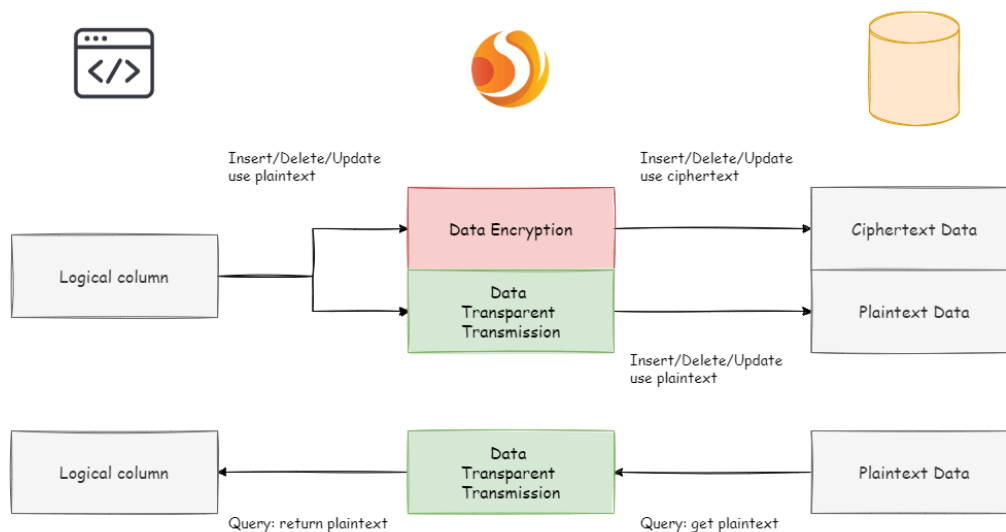 </>
Insert/Delete/Update
use plaintext
Insert/Delete/Update
use ciphertext
Logical column
Data Encryption
Ciphertext Data
Data
Transparent
Transmission
Plaintext Data
Insert/Delete/Update
use plaintext
Logical column
Data
Transparent
Transmission
Plaintext Data
Query: return plaintext
Query: get plaintext